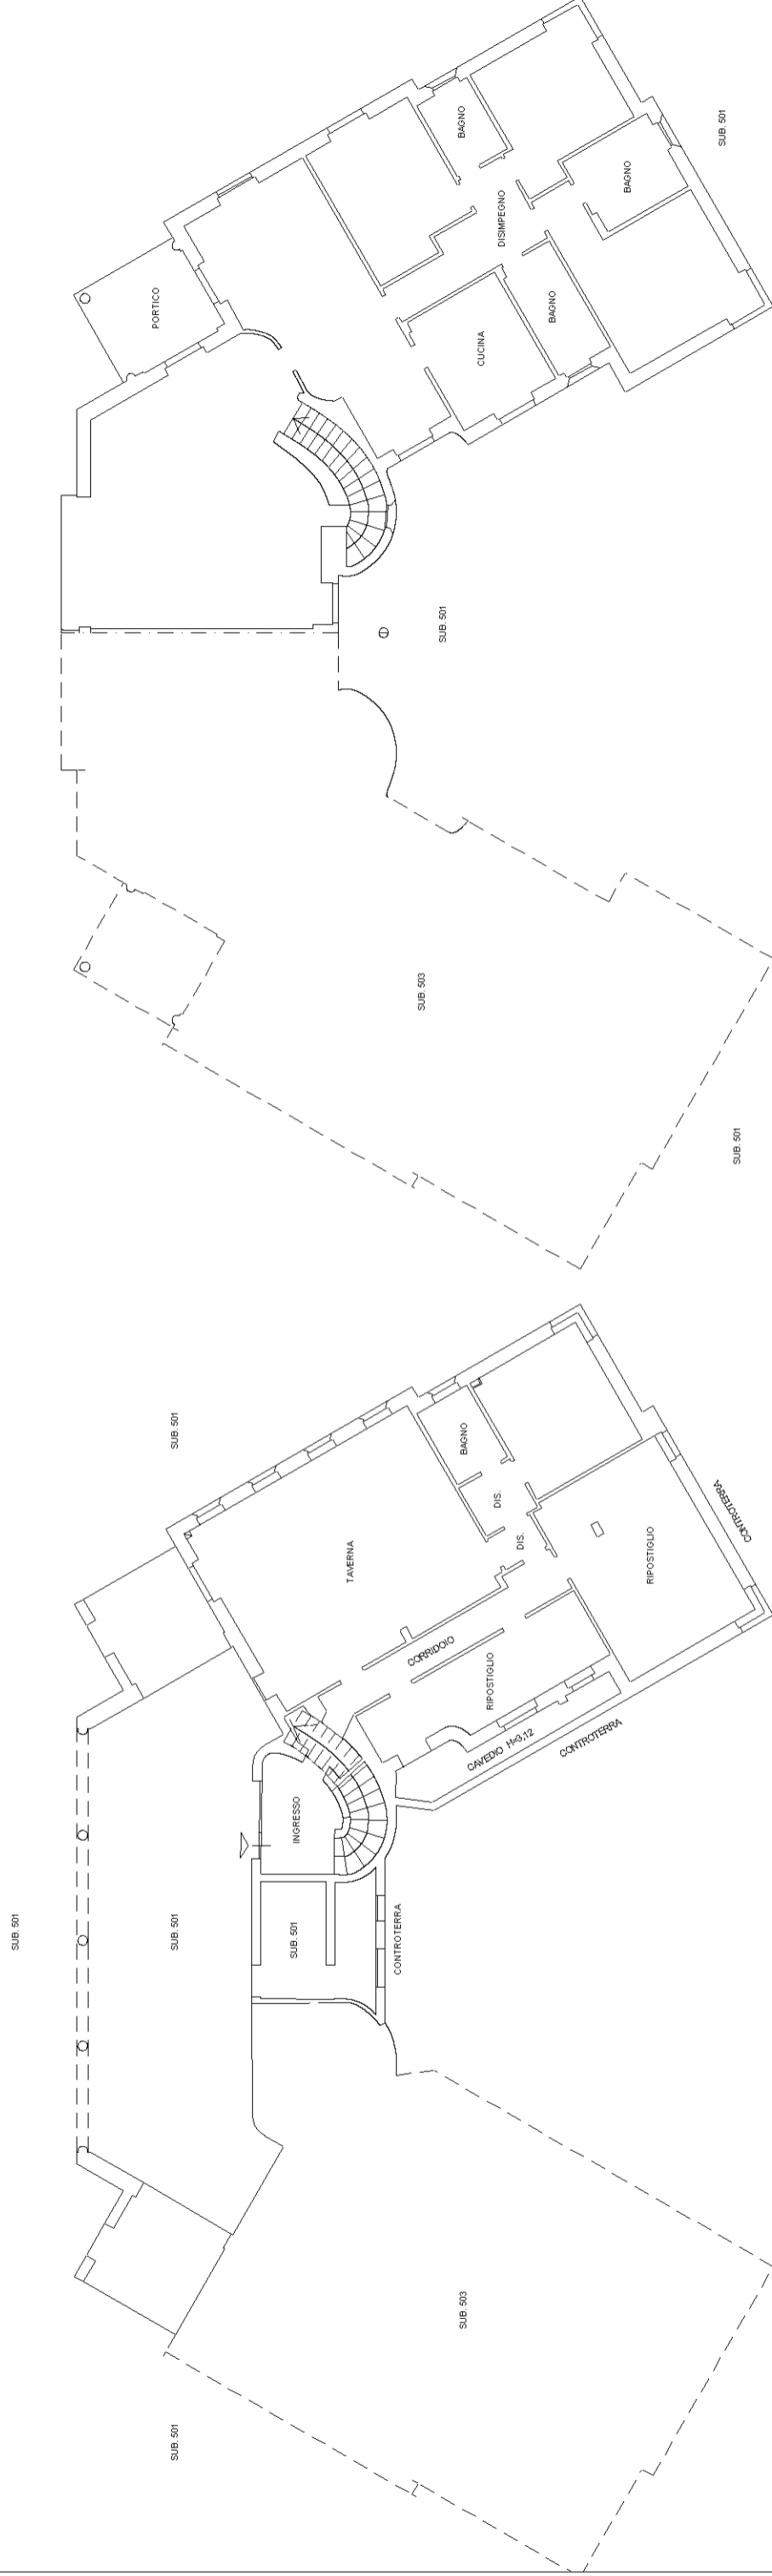 SUB. 501
BAGNO
BAGNO
DISIMPEGNO
PORTICO
BAGNO
CUCINA
SUB. 501
SUB. 503
SUB. 501
SUB. 501
BAGNO
DIS.
CONTROTERRA
DIS.
TAVERNA
RIPOSTIGLIO
CORRIDOIO
RIPOSTIGLIO
CAVEDIO H=3,12
CONTROTERRA
INGRESSO
SUB. 501
SUB. 501
SUB. 501
CONTROTERRA
SUB. 503
SUB. 501